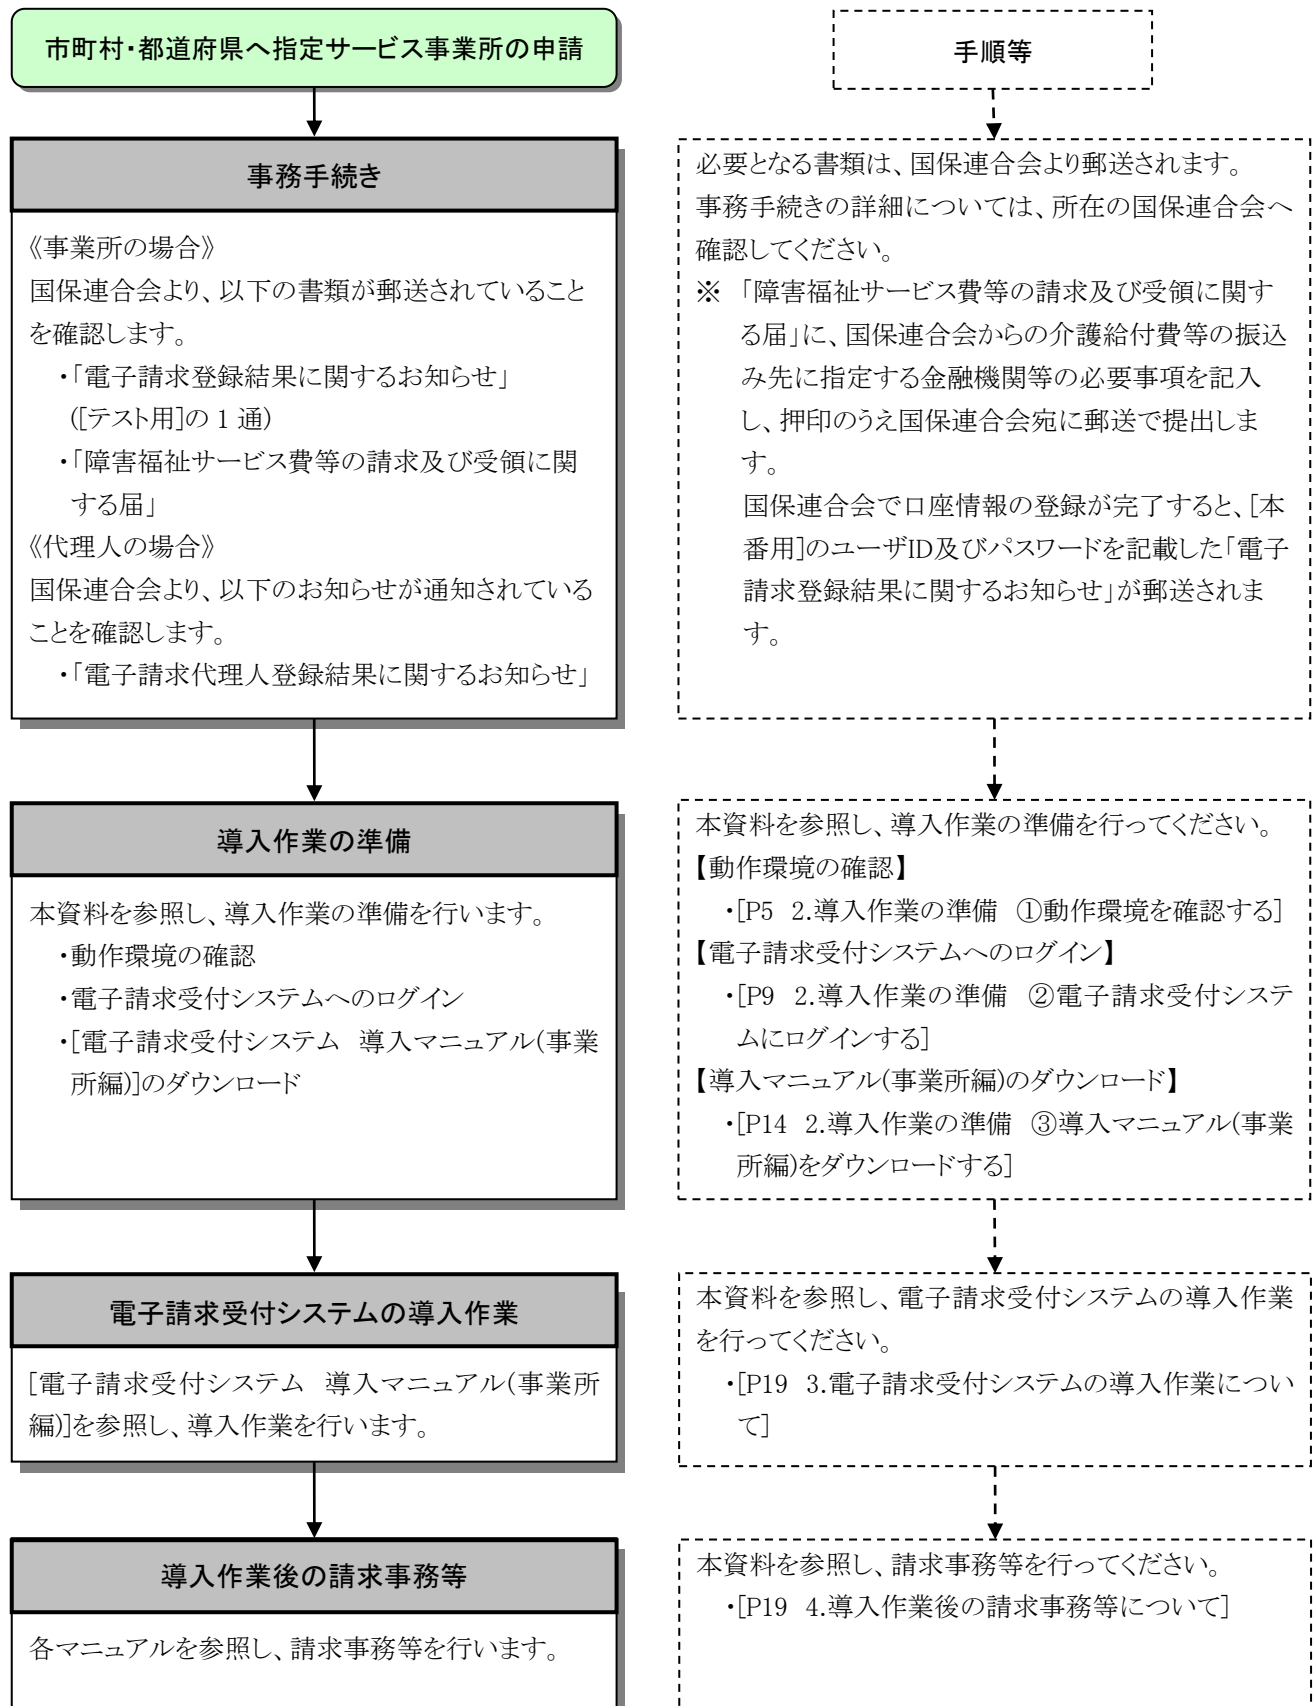 市町村・都道府県へ指定サービス事業所の申請
手順等
事務手続き
《事業所の場合》
国保連合会より、以下の書類が郵送されていること
を確認します。
・「電子請求登録結果に関するお知らせ」
([テスト用]の 1 通)
・「障害福祉サービス費等の請求及び受領に関
する届」
《代理人の場合》
国保連合会より、以下のお知らせが通知されている
ことを確認します。
・「電子請求代理人登録結果に関するお知らせ」
必要となる書類は、国保連合会より郵送されます。
事務手続きの詳細については、所在の国保連合会へ
確認してください。
※ 「障害福祉サービス費等の請求及び受領に関す
る届」に、国保連合会からの介護給付費等の振込
み先に指定する金融機関等の必要事項を記入
し、押印のうえ国保連合会宛に郵送で提出しま
す。
国保連合会で口座情報の登録が完了すると、[本
番用]のユーザID及びパスワードを記載した「電子
請求登録結果に関するお知らせ」が郵送されま
す。
導入作業の準備
本資料を参照し、導入作業の準備を行います。
・動作環境の確認
・電子請求受付システムへのログイン
・[電子請求受付システム 導入マニュアル(事業
所編)]のダウンロード
本資料を参照し、導入作業の準備を行ってください。
【動作環境の確認】
・[P5 2.導入作業の準備 ①動作環境を確認する]
【電子請求受付システムへのログイン】
・[P9 2.導入作業の準備 ②電子請求受付システ
ムにログインする]
【導入マニュアル(事業所編)のダウンロード】
・[P14 2.導入作業の準備 ③導入マニュアル(事業
所編)をダウンロードする]
電子請求受付システムの導入作業
[電子請求受付システム 導入マニュアル(事業所
編)]を参照し、導入作業を行います。
本資料を参照し、電子請求受付システムの導入作業
を行ってください。
・[P19 3.電子請求受付システムの導入作業につい
て]
導入作業後の請求事務等
各マニュアルを参照し、請求事務等を行います。
本資料を参照し、請求事務等を行ってください。
・[P19 4.導入作業後の請求事務等について]